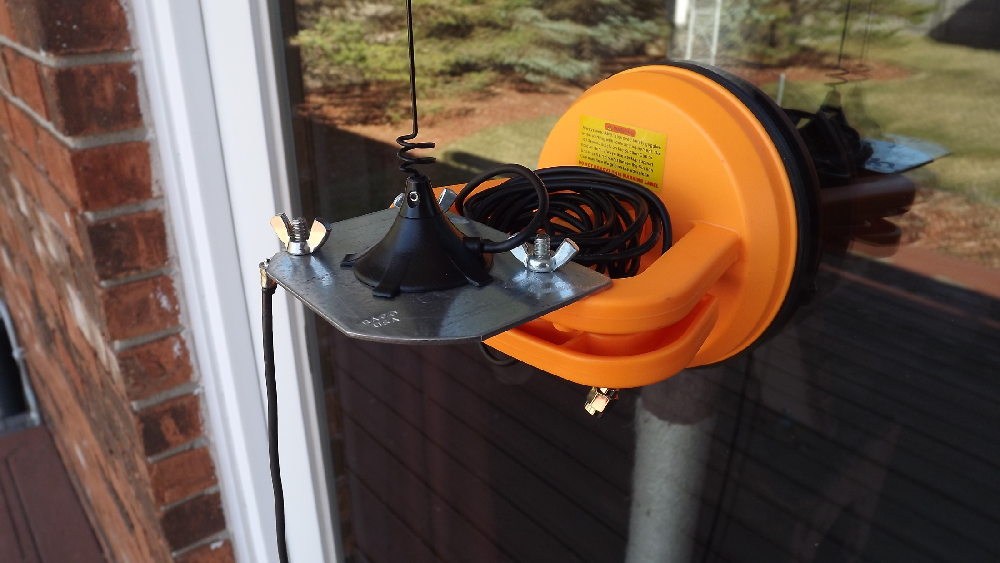 WARNING
Always wear ANSI approved safety goggles
when working with tools and equipment. Do
not depend solely on the Suction Cup to
hold an item, always use backup support.
Under certain circumstances the Suction
Cup may lose it's grip on the workpiece.
DO NOT REMOVE THIS WARNING LABEL
RACO
USA